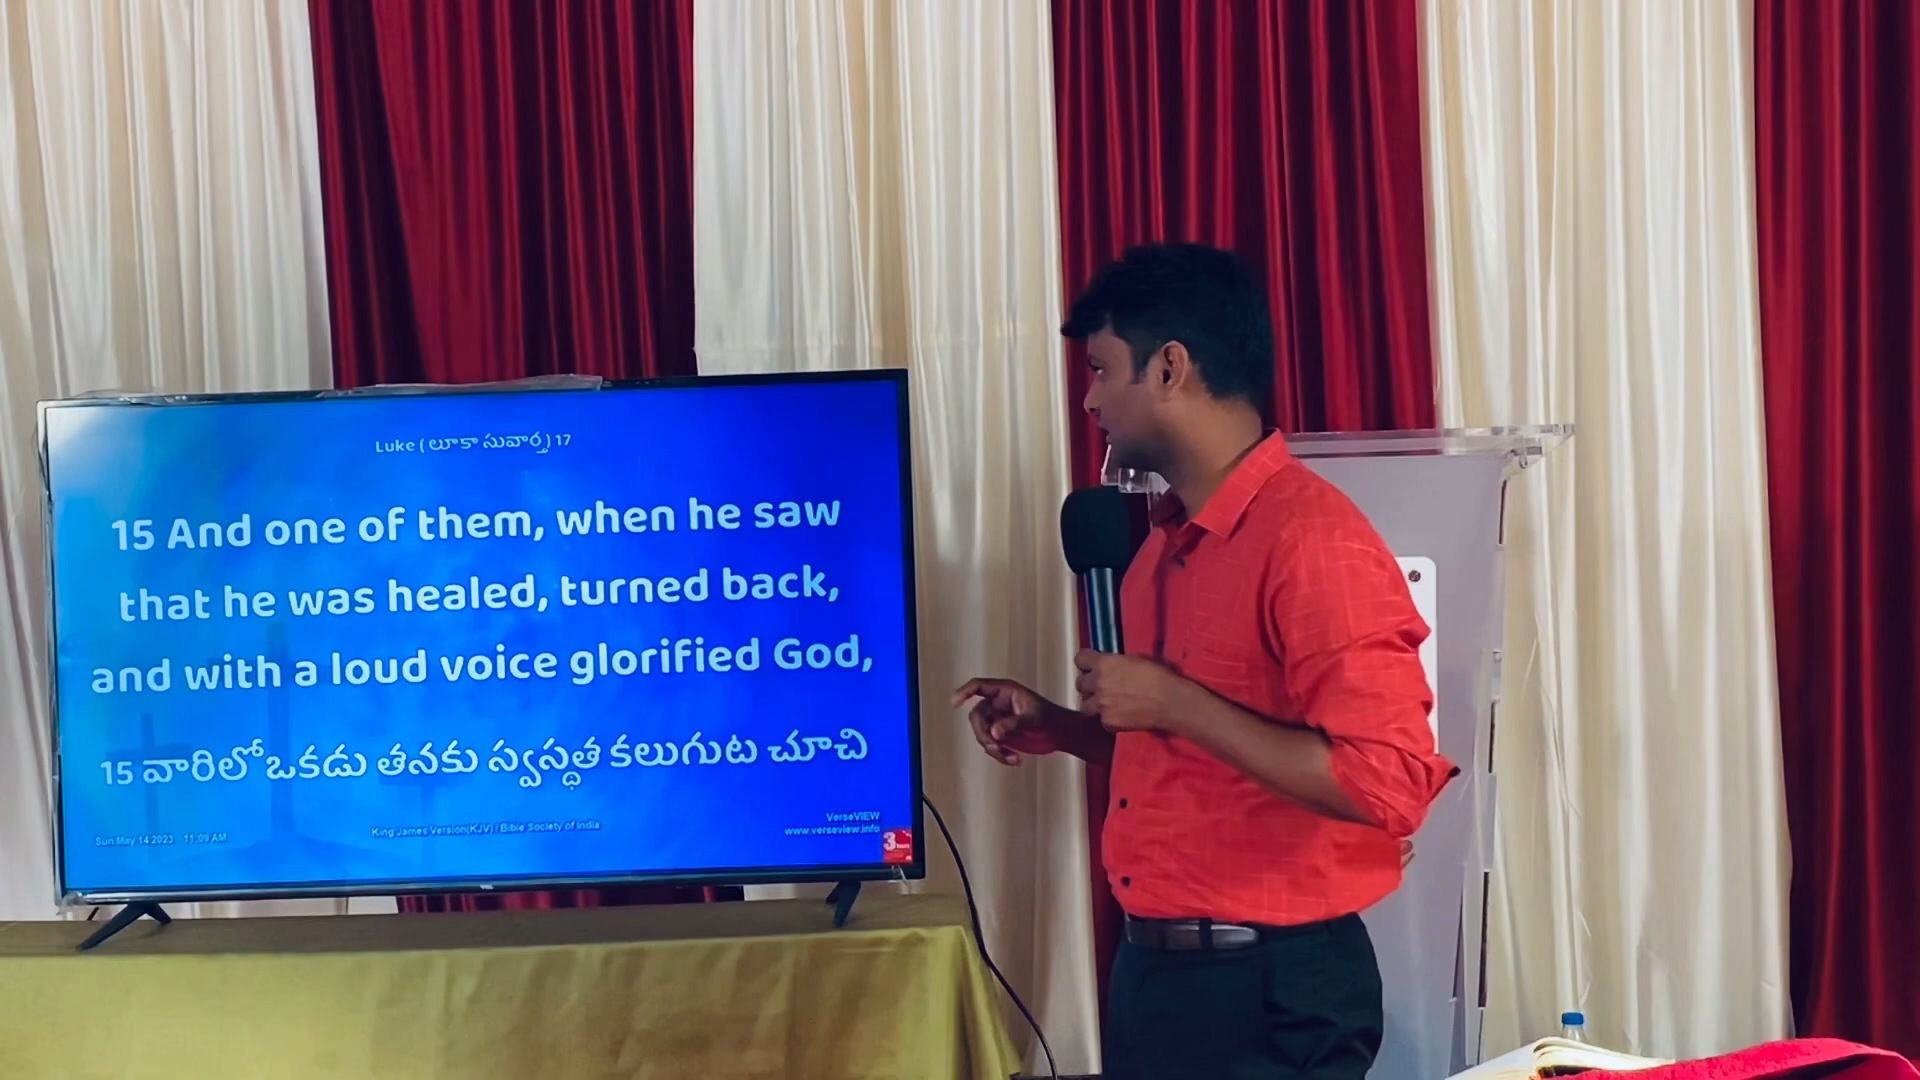 Luke ( లూకా సువార్త ) 17
15 And one of them, when he saw
that he was healed, turned back,
and with a loud voice glorified God,
15 వారిలో ఒకడు తనకు స్వస్థత కలుగుట చూచి
Sun May 14 2023 11:09 AM
King James Version(KJV) / Bible Society of India
VerseVIEW
www.verseview.info
3